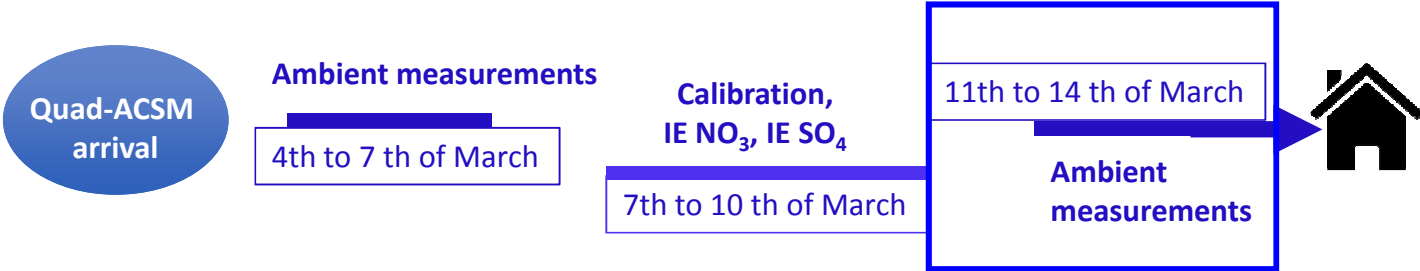 Quad-ACSM
arrival
Ambient measurements
4th to 7 th of March
Calibration,
IE NO₃, IE SO₄
7th to 10 th of March
11th to 14 th of March
Ambient
measurements